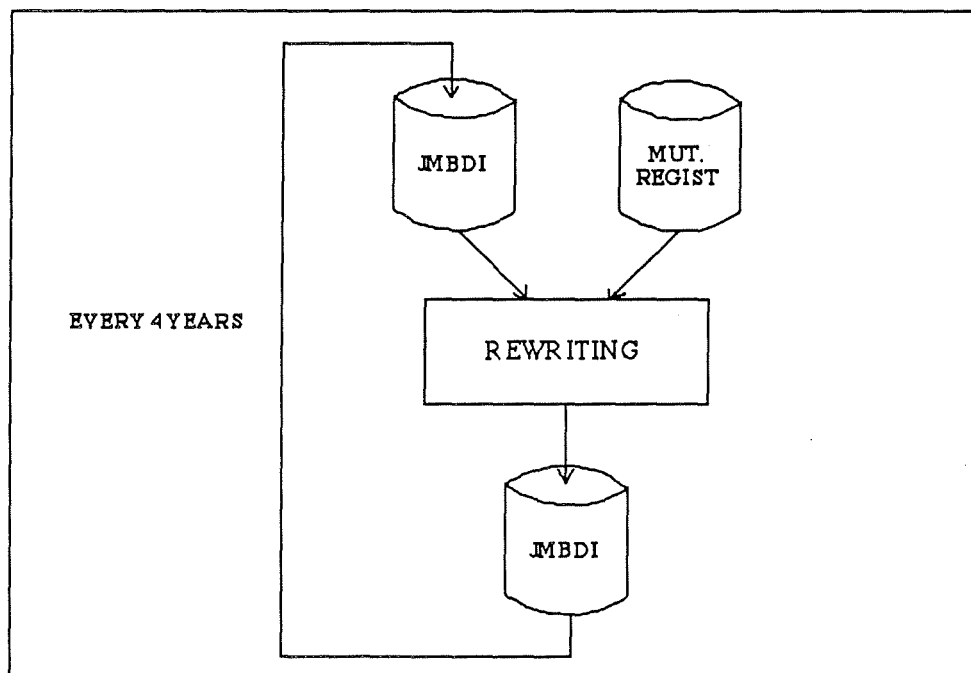 JMBDI
MUT.
REGIST
EVERY 4 YEARS
REWRITING
JMBDI